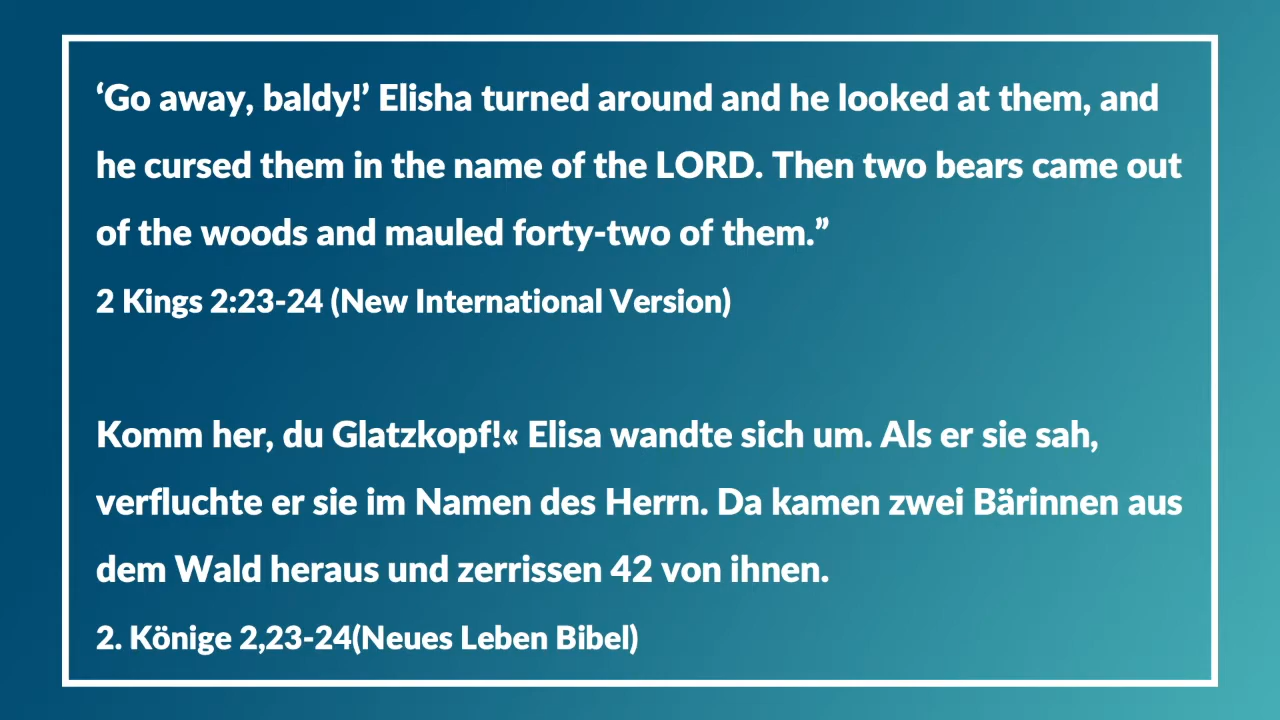 ‘Go away, baldy!’ Elisha turned around and he looked at them, and
he cursed them in the name of the LORD. Then two bears came out
of the woods and mauled forty-two of them.”
2 Kings 2:23-24 (New International Version)
Komm her, du Glatzkopf!« Elisa wandte sich um. Als er sie sah,
verfluchte er sie im Namen des Herrn. Da kamen zwei Bärinnen aus
dem Wald heraus und zerrissen 42 von ihnen.
2. Könige 2,23-24(Neues Leben Bibel)